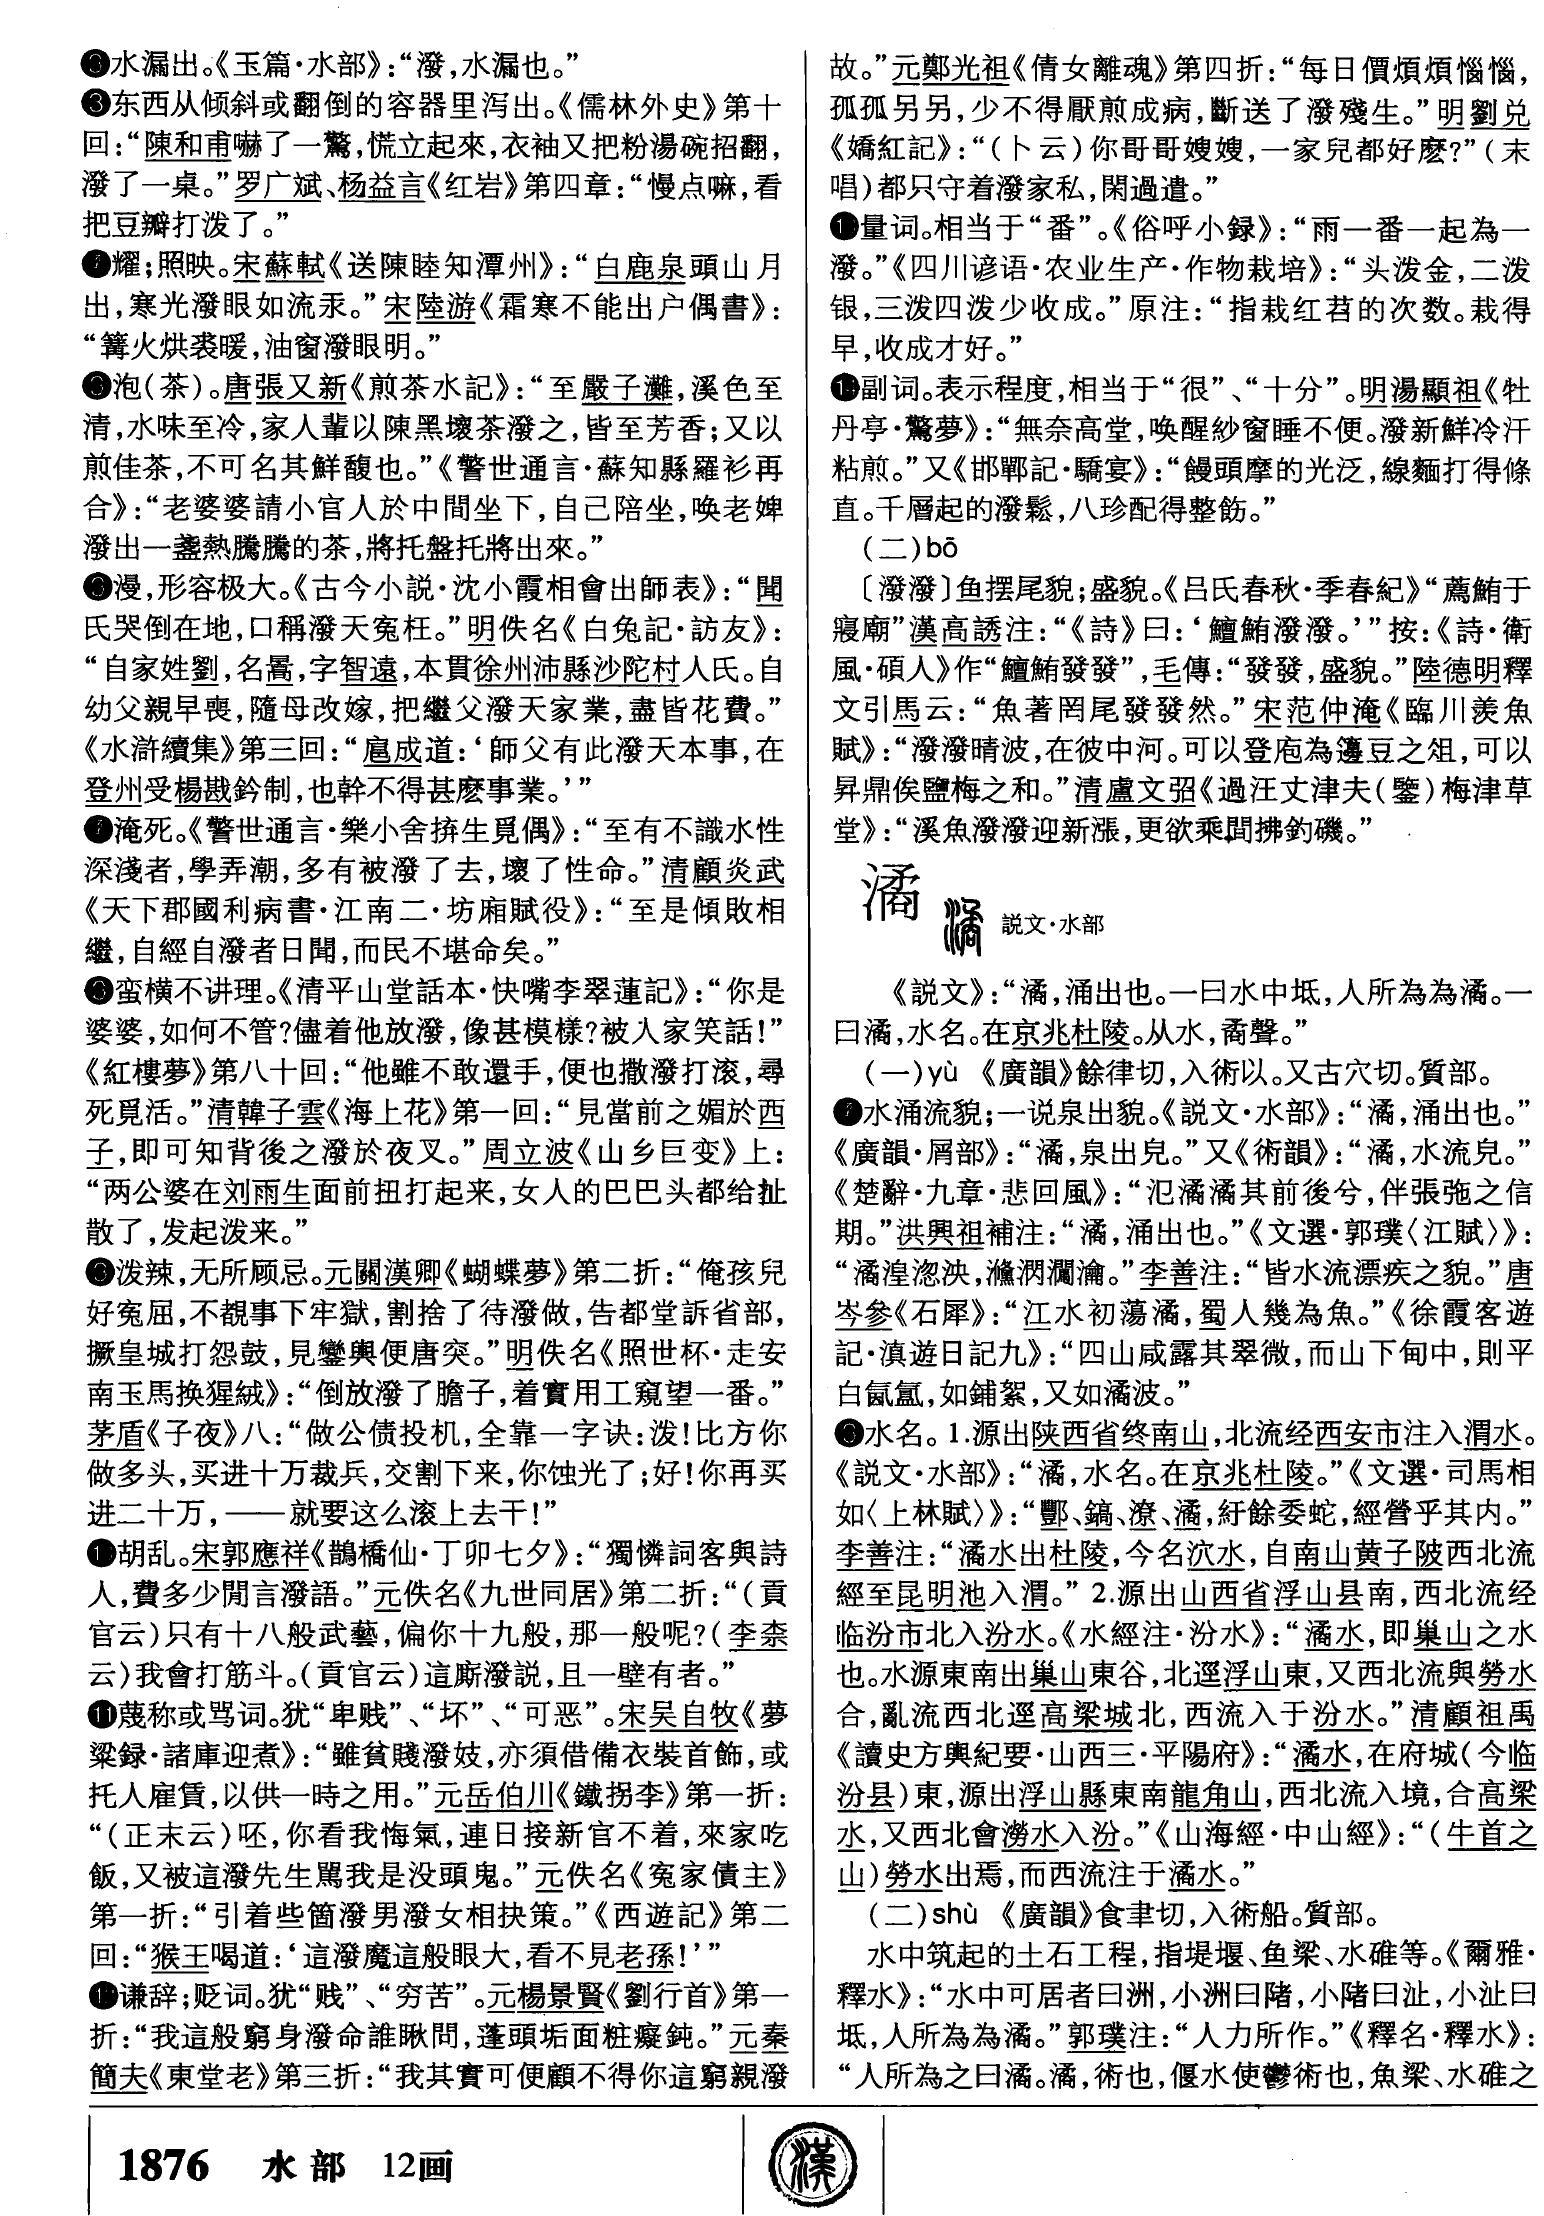 水漏出。《玉篇·水部》：“潑，水漏也。”
东西从倾斜或翻倒的容器里泻出。《儒林外史》第十
回：“陳和甫嚇了一驚，慌立起來，衣袖又把粉湯碗招翻，
潑了一桌。”罗广斌、杨益言《红岩》第四章：“慢点嘛，看
把豆瓣打泼了。”
耀；照映。宋蘇軾《送陳睦知潭州》：“白鹿泉頭山月
出，寒光潑眼如流汞。”宋陸游《霜寒不能出户偶書》：
“篝火烘裘暖，油窗潑眼明。”
泡（茶）。唐張又新《煎茶水記》：“至嚴子灘，溪色至
清，水味至冷，家人輩以陳黑壞茶潑之，皆至芳香；又以
煎佳茶，不可名其鮮馥也。”《警世通言·蘇知縣羅衫再
合》：“老婆婆請小官人於中間坐下，自己陪坐，唤老婢
潑出一盞熱騰騰的茶，將托盤托將出來。”
漫，形容极大。《古今小説·沈小霞相會出師表》：“聞
氏哭倒在地，口稱潑天寃枉。”明佚名《白兔記·訪友》：
“自家姓劉，名暠，字智遠，本貫徐州沛縣沙陀村人氏。自
幼父親早喪，隨母改嫁，把繼父潑天家業，盡皆花費。”
《水滸續集》第三回：“扈成道：‘師父有此潑天本事，在
登州受楊戡鈐制，也幹不得甚麽事業。’”
淹死。《警世通言·樂小舍拚生覓偶》：“至有不識水性
深淺者，學弄潮，多有被潑了去，壞了性命。”清顧炎武
《天下郡國利病書·江南二·坊廂賦役》：“至是傾敗相
繼，自經自潑者日聞，而民不堪命矣。”
蛮横不讲理。《清平山堂話本·快嘴李翠蓮記》：“你是
婆婆，如何不管？儘着他放潑，像甚模樣？被人家笑話！”
《紅樓夢》第八十回：“他雖不敢還手，便也撒潑打滚，尋
死覓活。”清韓子雲《海上花》第一回：“見當前之媚於西
子，即可知背後之潑於夜叉。”周立波《山乡巨变》上：
“两公婆在刘雨生面前扭打起来，女人的巴巴头都给扯
散了，发起泼来。”
泼辣，无所顾忌。元關漢卿《蝴蝶夢》第二折：“俺孩兒
好寃屈，不覩事下牢獄，割捨了待潑做，告都堂訴省部，
撅皇城打怨鼓，見鑾輿便唐突。”明佚名《照世杯·走安
南玉馬换猩絨》：“倒放潑了膽子，着實用工窺望一番。”
茅盾《子夜》八：“做公债投机，全靠一字诀：泼！比方你
做多头，买进十万裁兵，交割下来，你蚀光了；好！你再买
进二十万，——就要这么滚上去干！”
胡乱。宋郭應祥《鵲橋仙·丁卯七夕》：“獨憐詞客與詩
人，費多少閒言潑語。”元佚名《九世同居》第二折：“（貢
官云）只有十八般武藝，偏你十九般，那一般呢？（李柰
云）我會打筋斗。（貢官云）這廝潑説，且一壁有者。”
⓫蔑称或骂词。犹“卑贱”、“坏”、“可恶”。宋吴自牧《夢
粱録·諸庫迎煮》：“雖貧賤潑妓，亦須借備衣裝首飾，或
托人雇賃，以供一時之用。”元岳伯川《鐵拐李》第一折：
“（正末云）呸，你看我悔氣，連日接新官不着，來家吃
飯，又被這潑先生駡我是没頭鬼。”元佚名《寃家債主》
第一折：“引着些箇潑男潑女相抉策。”《西遊記》第二
回：“猴王喝道：‘這潑魔這般眼大，看不見老孫！’”
谦辞；贬词。犹“贱”、“穷苦”。元楊景賢《劉行首》第一
折：“我這般窮身潑命誰瞅問，蓬頭垢面粧癡鈍。”元秦
簡夫《東堂老》第三折：“我其實可便顧不得你這窮親潑
故。”元鄭光祖《倩女離魂》第四折：“每日價煩煩惱惱，
孤孤另另，少不得厭煎成病，斷送了潑殘生。”明劉兑
《嬌紅記》：“（卜云）你哥哥嫂嫂，一家兒都好麽？”（末
唱）都只守着潑家私，閑過遣。”
量词。相当于“番”。《俗呼小録》：“雨一番一起為一
潑。”《四川谚语·农业生产·作物栽培》：“头泼金，二泼
银，三泼四泼少收成。”原注：“指栽红苕的次数。栽得
早，收成才好。”
副词。表示程度，相当于“很”、“十分”。明湯顯祖《牡
丹亭·驚夢》：“無奈高堂，唤醒紗窗睡不便。潑新鮮冷汗
粘煎。”又《邯鄲記·驕宴》：“饅頭摩的光泛，線麵打得條
直。千層起的潑鬆，八珍配得整飭。”
（二）bō
〔潑潑〕鱼摆尾貌；盛貌。《吕氏春秋·季春紀》“薦鮪于
寢廟”漢高誘注：“《詩》曰：‘鱣鮪潑潑。’”按：《詩·衛
風·碩人》作“鱣鮪發發”，毛傳：“發發，盛貌。”陸德明釋
文引馬云：“魚著罔尾發發然。”宋范仲淹《臨川羨魚
賦》：“潑潑晴波，在彼中河。可以登庖為籩豆之俎，可以
昇鼎俟鹽梅之和。”清盧文弨《過汪丈津夫（鑒）梅津草
堂》：“溪魚潑潑迎新漲，更欲乘間拂釣磯。”
潏 潏 説文·水部
《説文》：“潏，涌出也。一曰水中坻，人所為為潏。一
曰潏，水名。在京兆杜陵。从水，矞聲。”
（一）yù 《廣韻》餘律切，入術以。又古穴切。質部。
水涌流貌；一说泉出貌。《説文·水部》：“潏，涌出也。”
《廣韻·屑部》：“潏，泉出皃。”又《術韻》：“潏，水流皃。”
《楚辭·九章·悲回風》：“氾潏潏其前後兮，伴張弛之信
期。”洪興祖補注：“潏，涌出也。”《文選·郭璞〈江賦〉》：
“潏湟淴泱，瀺㶒瀾瀹。”李善注：“皆水流漂疾之貌。”唐
岑參《石犀》：“江水初蕩潏，蜀人幾為魚。”《徐霞客遊
記·滇遊日記九》：“四山咸露其翠微，而山下甸中，則平
白氤氲，如鋪絮，又如潏波。”
水名。1.源出陕西省终南山，北流经西安市注入渭水。
《説文·水部》：“潏，水名。在京兆杜陵。”《文選·司馬相
如〈上林賦〉》：“酆、鎬、潦、潏，紆餘委蛇，經營乎其内。”
李善注：“潏水出杜陵，今名沇水，自南山黄子陂西北流
經至昆明池入渭。” 2.源出山西省浮山县南，西北流经
临汾市北入汾水。《水經注·汾水》：“潏水，即巢山之水
也。水源東南出巢山東谷，北逕浮山東，又西北流與勞水
合，亂流西北逕高梁城北，西流入于汾水。”清顧祖禹
《讀史方輿紀要·山西三·平陽府》：“潏水，在府城（今临
汾县）東，源出浮山縣東南龍角山，西北流入境，合高梁
水，又西北會澇水入汾。”《山海經·中山經》：“（牛首之
山）勞水出焉，而西流注于潏水。”
（二）shù 《廣韻》食聿切，入術船。質部。
水中筑起的土石工程，指堤堰、鱼梁、水碓等。《爾雅·
釋水》：“水中可居者曰洲，小洲曰陼，小陼曰沚，小沚曰
坻，人所為為潏。”郭璞注：“人力所作。”《釋名·釋水》：
“人所為之曰潏。潏，術也，偃水使鬱術也，魚梁、水碓之
1876 水部 12画
漢